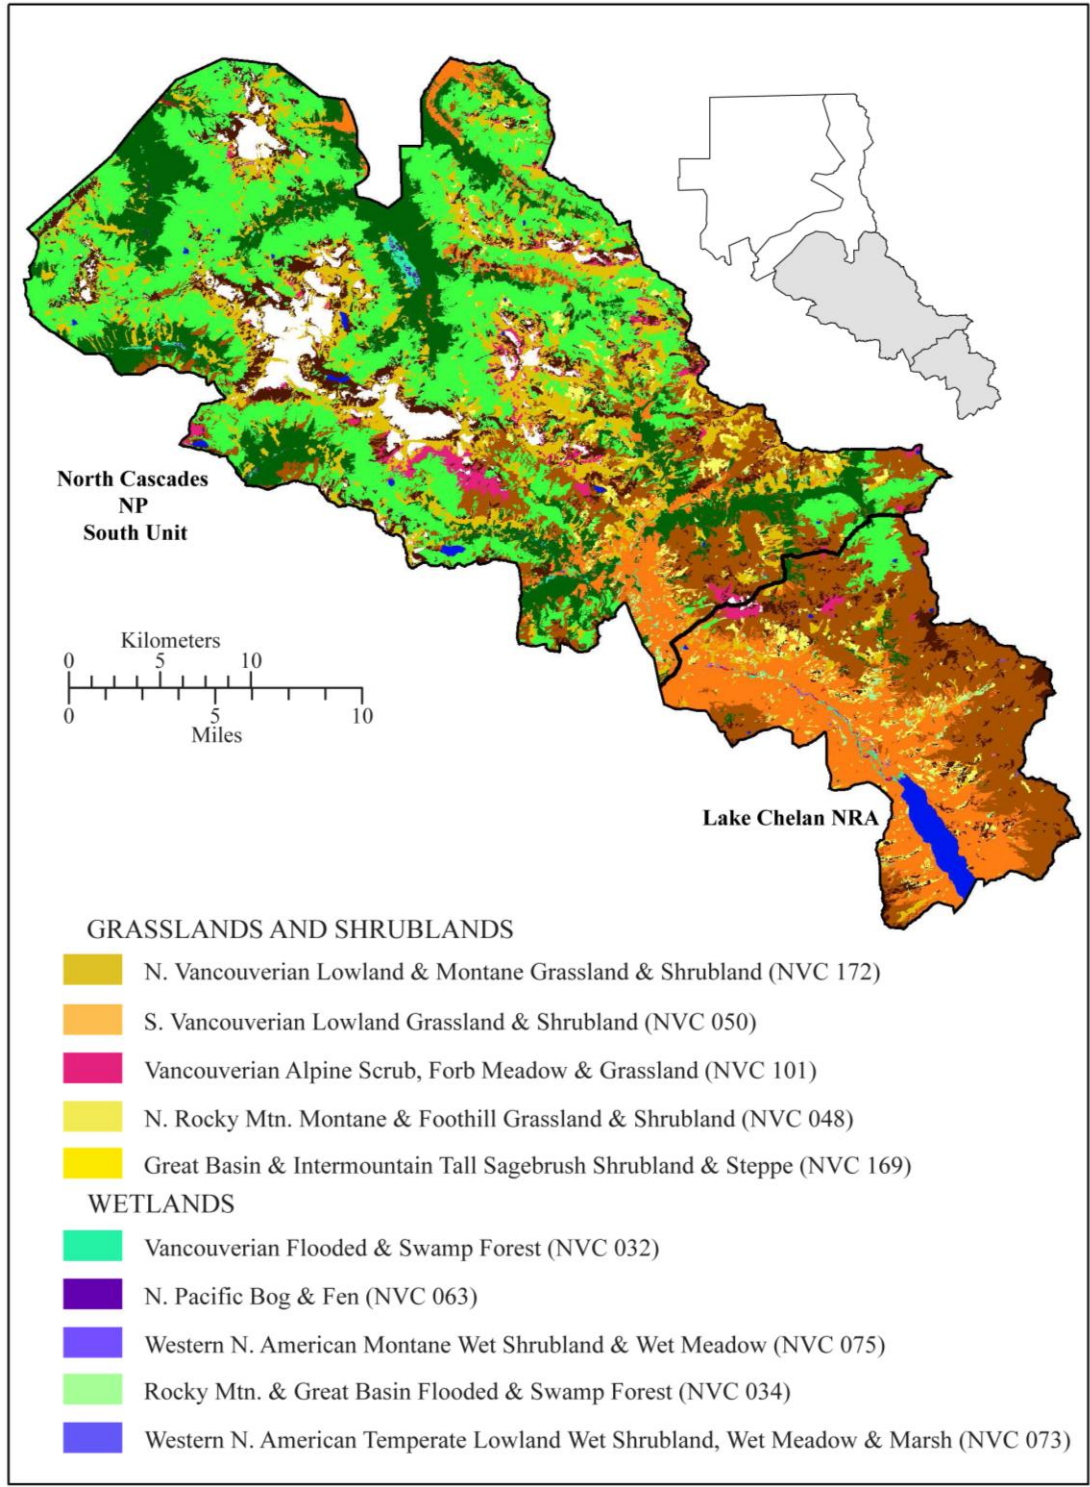 North Cascades
NP
South Unit
Kilometers
0 5 10
0 5 10
Miles
Lake Chelan NRA
GRASSLANDS AND SHRUBLANDS
N. Vancouverian Lowland & Montane Grassland & Shrubland (NVC 172)
S. Vancouverian Lowland Grassland & Shrubland (NVC 050)
Vancouverian Alpine Scrub, Forb Meadow & Grassland (NVC 101)
N. Rocky Mtn. Montane & Foothill Grassland & Shrubland (NVC 048)
Great Basin & Intermountain Tall Sagebrush Shrubland & Steppe (NVC 169)
WETLANDS
Vancouverian Flooded & Swamp Forest (NVC 032)
N. Pacific Bog & Fen (NVC 063)
Western N. American Montane Wet Shrubland & Wet Meadow (NVC 075)
Rocky Mtn. & Great Basin Flooded & Swamp Forest (NVC 034)
Western N. American Temperate Lowland Wet Shrubland, Wet Meadow & Marsh (NVC 073)